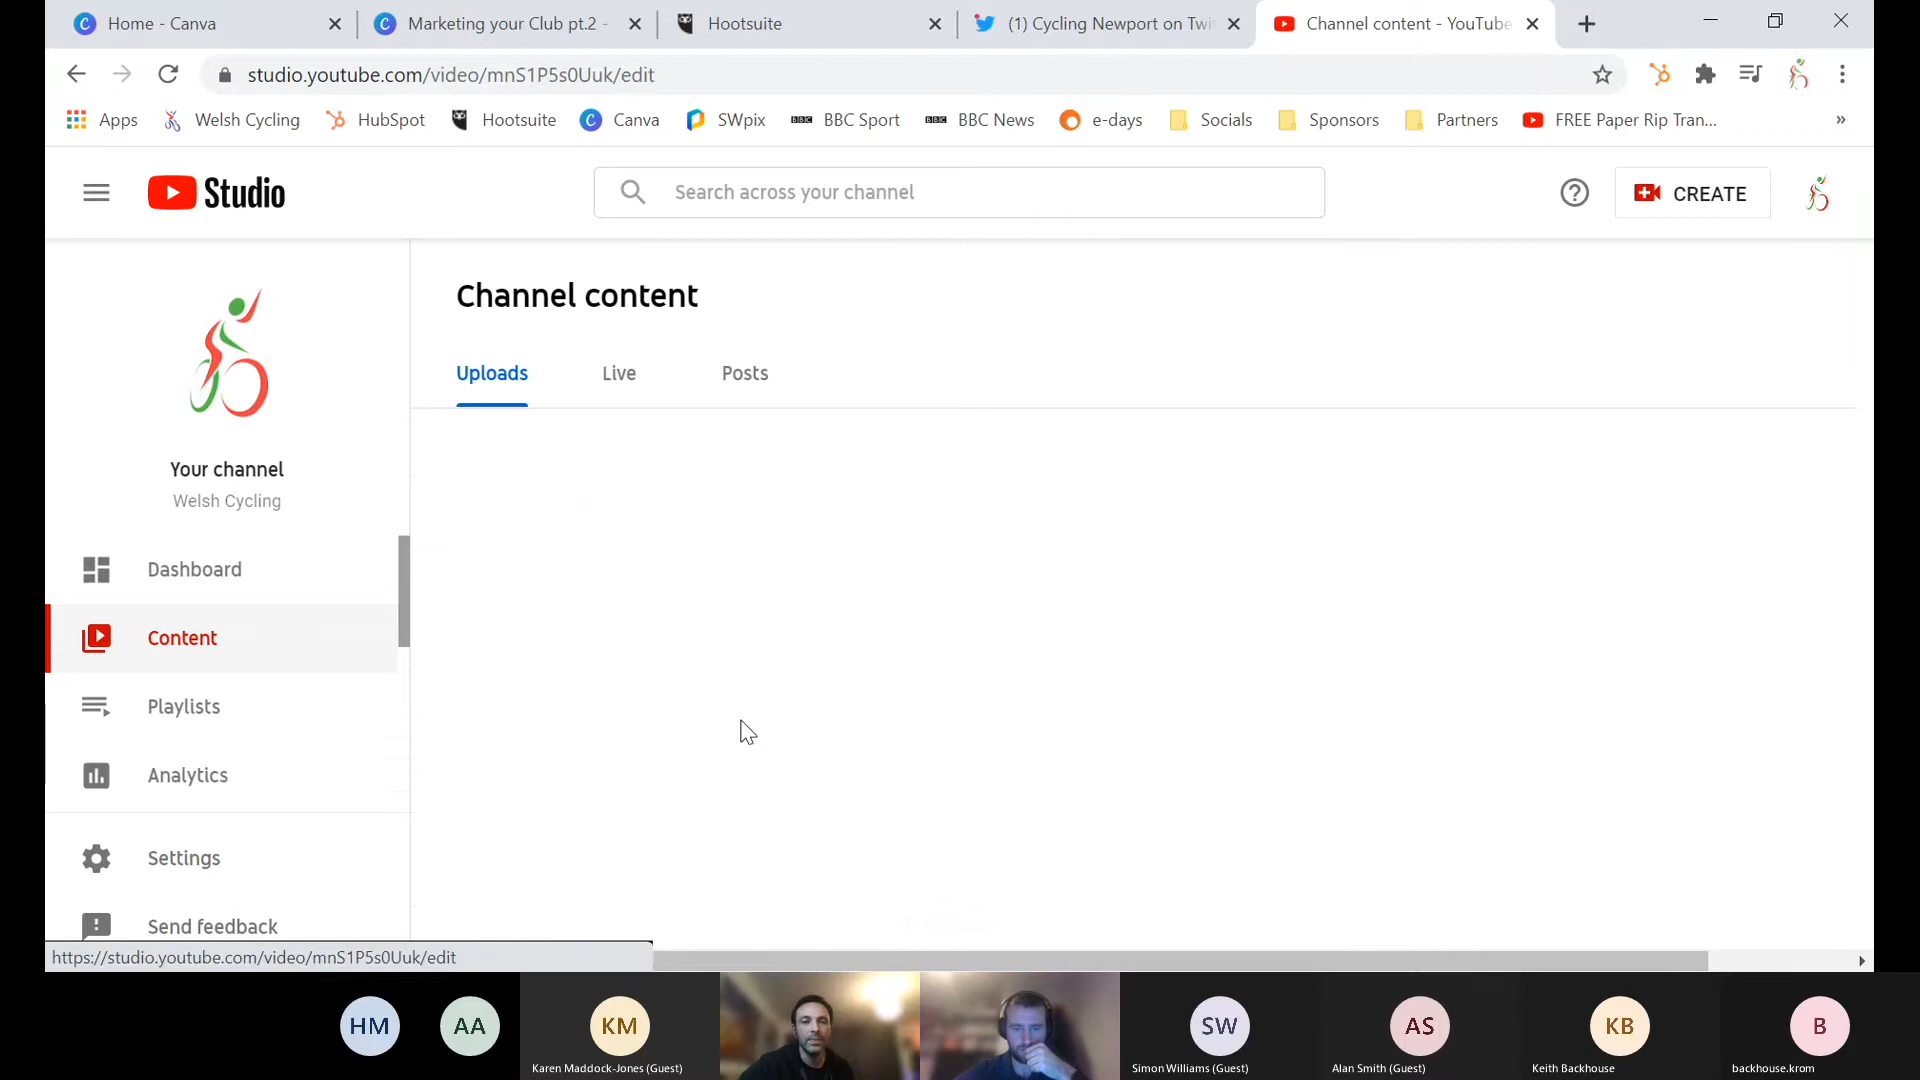 Home - Canva
Marketing your Club pt.2 -
Hootsuite
(1) Cycling Newport on Twit
Channel content - YouTube
studio.youtube.com/video/mnS1P5s0Uuk/edit
Apps
Welsh Cycling
HubSpot
Hootsuite
Canva
SWpix
BBC Sport
BBC News
e-days
Socials
Sponsors
Partners
FREE Paper Rip Tran...
»
Studio
Search across your channel
CREATE
Channel content
Uploads
Live
Posts
Your channel
Welsh Cycling
Dashboard
Content
Playlists
Analytics
Settings
Send feedback
https://studio.youtube.com/video/mnS1P5s0Uuk/edit
HM
AA
KM
SW
AS
KB
B
Karen Maddock-Jones (Guest)
Simon Williams (Guest)
Alan Smith (Guest)
Keith Backhouse
backhouse.krom